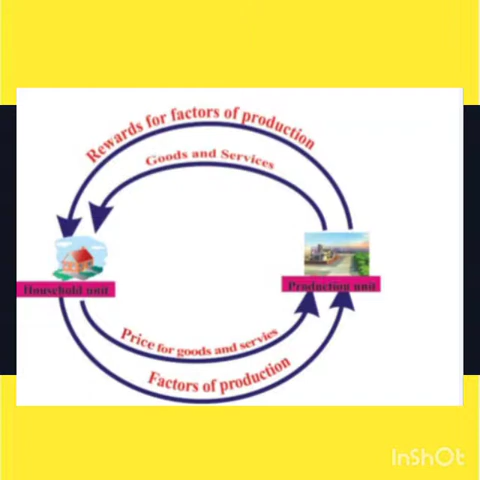 Rewards for factors of production
Goods and Services
Household unit
Production unit
Price for goods and servies
Factors of production
InShOt